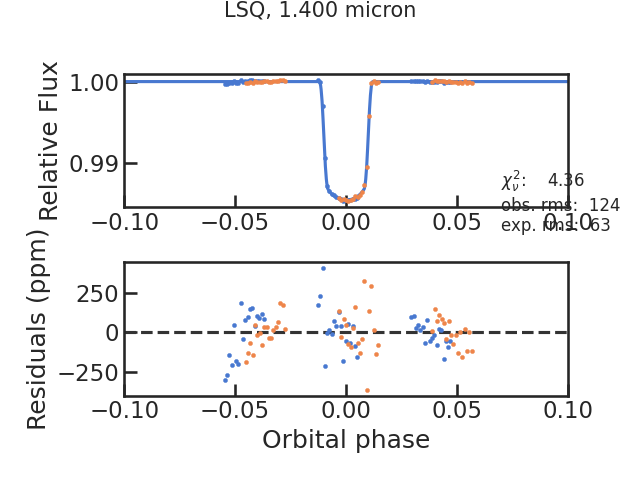 LSQ, 1.400 micron
Relative Flux
1.00
0.99
−0.10 −0.05 0.00 0.05 0.10
χ²ᵥ: 4.36
obs. rms: 124
exp. rms: 63
Residuals (ppm)
250
0
−250
−0.10 −0.05 0.00 0.05 0.10
Orbital phase